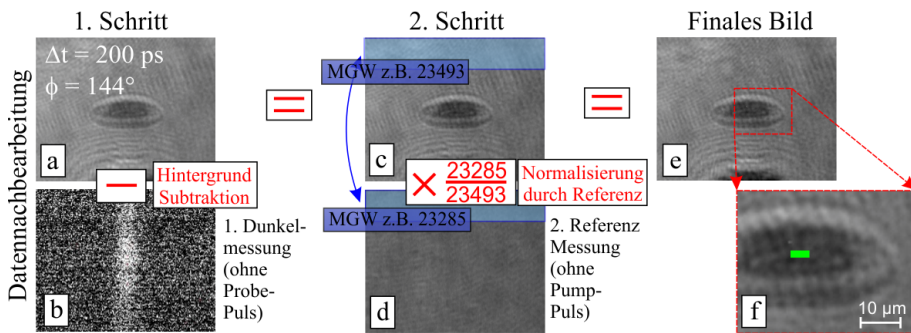 1. Schritt
2. Schritt
Finales Bild
Datennachbearbeitung
Δt = 200 ps
ϕ = 144°
MGW z.B. 23493
a
c
e
Hintergrund
Subtraktion
23285
23493
Normalisierung
durch Referenz
MGW z.B. 23285
1. Dunkel-
messung
(ohne
Probe-
Puls)
2. Referenz
Messung
(ohne
Pump-
Puls)
b
d
f
10 µm